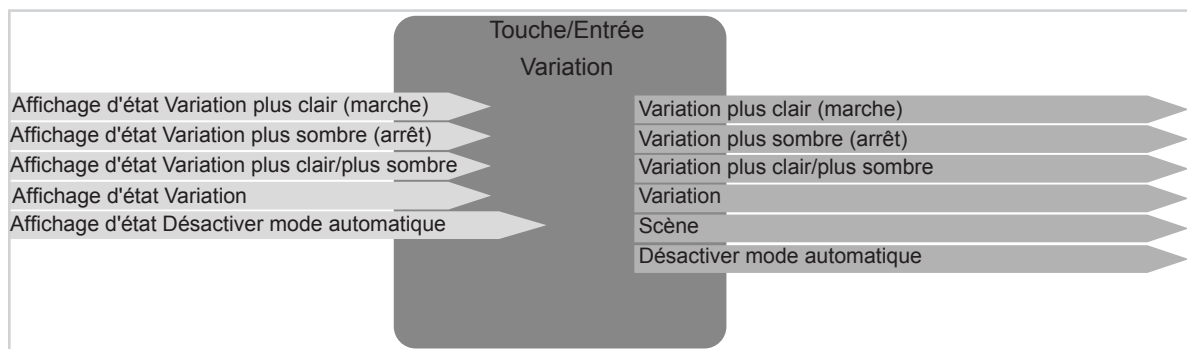 Touche/Entrée
Variation
Affichage d'état Variation plus clair (marche)
Affichage d'état Variation plus sombre (arrêt)
Affichage d'état Variation plus clair/plus sombre
Affichage d'état Variation
Affichage d'état Désactiver mode automatique
Variation plus clair (marche)
Variation plus sombre (arrêt)
Variation plus clair/plus sombre
Variation
Scène
Désactiver mode automatique